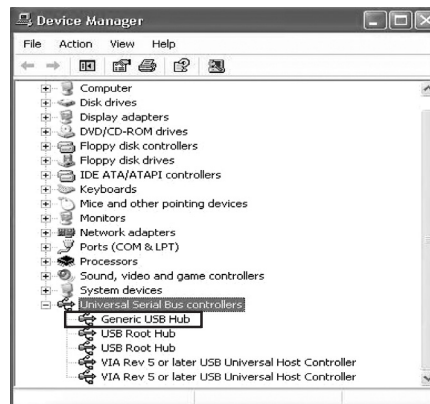 Device Manager
File Action View Help
Computer
Disk drives
Display adapters
DVD/CD-ROM drives
Floppy disk controllers
Floppy disk drives
IDE ATA/ATAPI controllers
Keyboards
Mice and other pointing devices
Monitors
Network adapters
Ports (COM & LPT)
Processors
Sound, video and game controllers
System devices
Universal Serial Bus controllers
Generic USB Hub
USB Root Hub
USB Root Hub
VIA Rev 5 or later USB Universal Host Controller
VIA Rev 5 or later USB Universal Host Controller